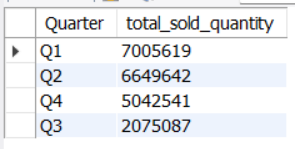 Quarter total_sold_quantity
Q1 7005619
Q2 6649642
Q4 5042541
Q3 2075087